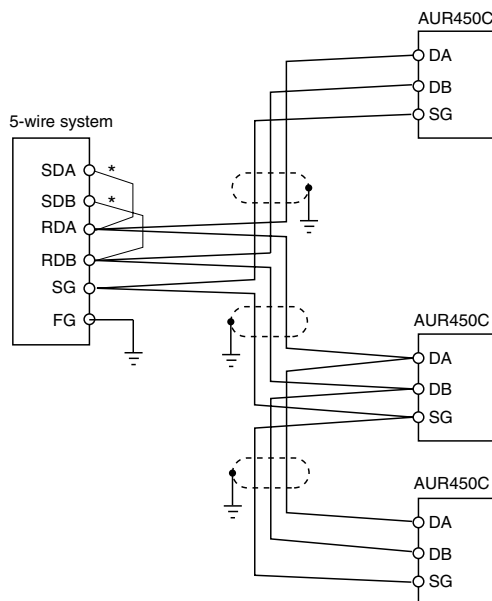 AUR450C
DA
DB
SG
5-wire system
SDA *
SDB *
RDA
RDB
SG
FG
AUR450C
DA
DB
SG
AUR450C
DA
DB
SG